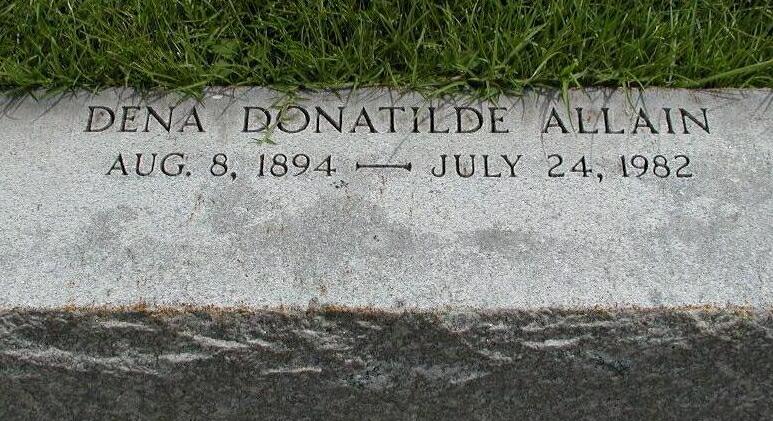 DENA DONATILDE ALLAIN
AUG. 8, 1894 — JULY 24, 1982